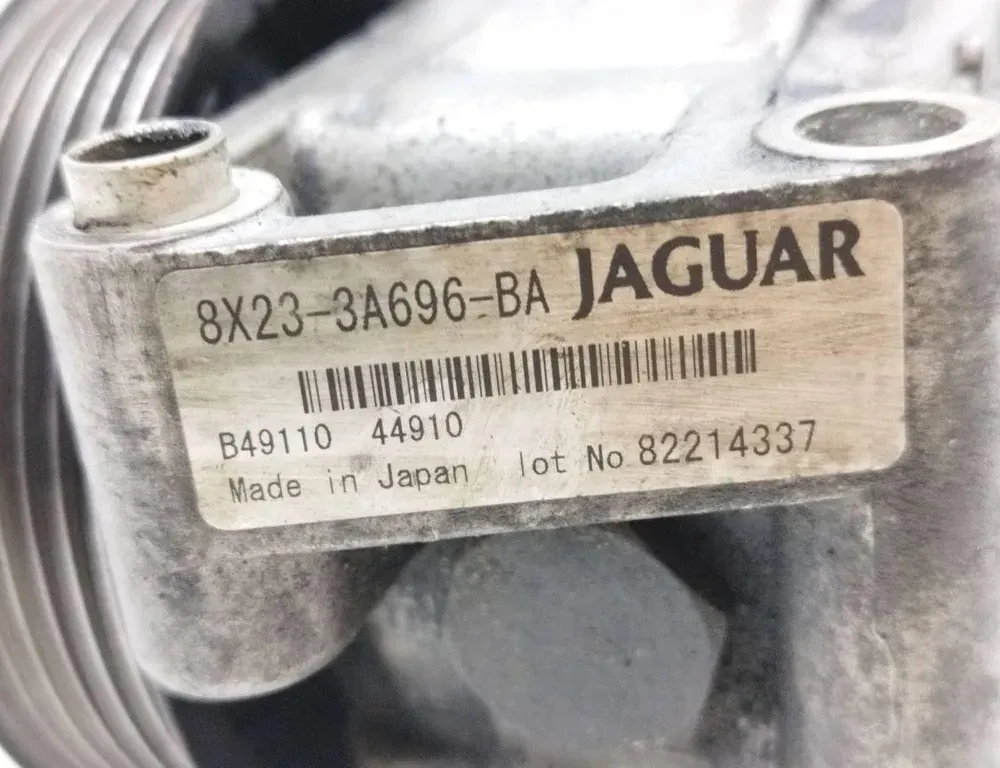 8X23-3A696-BA JAGUAR
B49110 44910
Made in Japan lot No 82214337